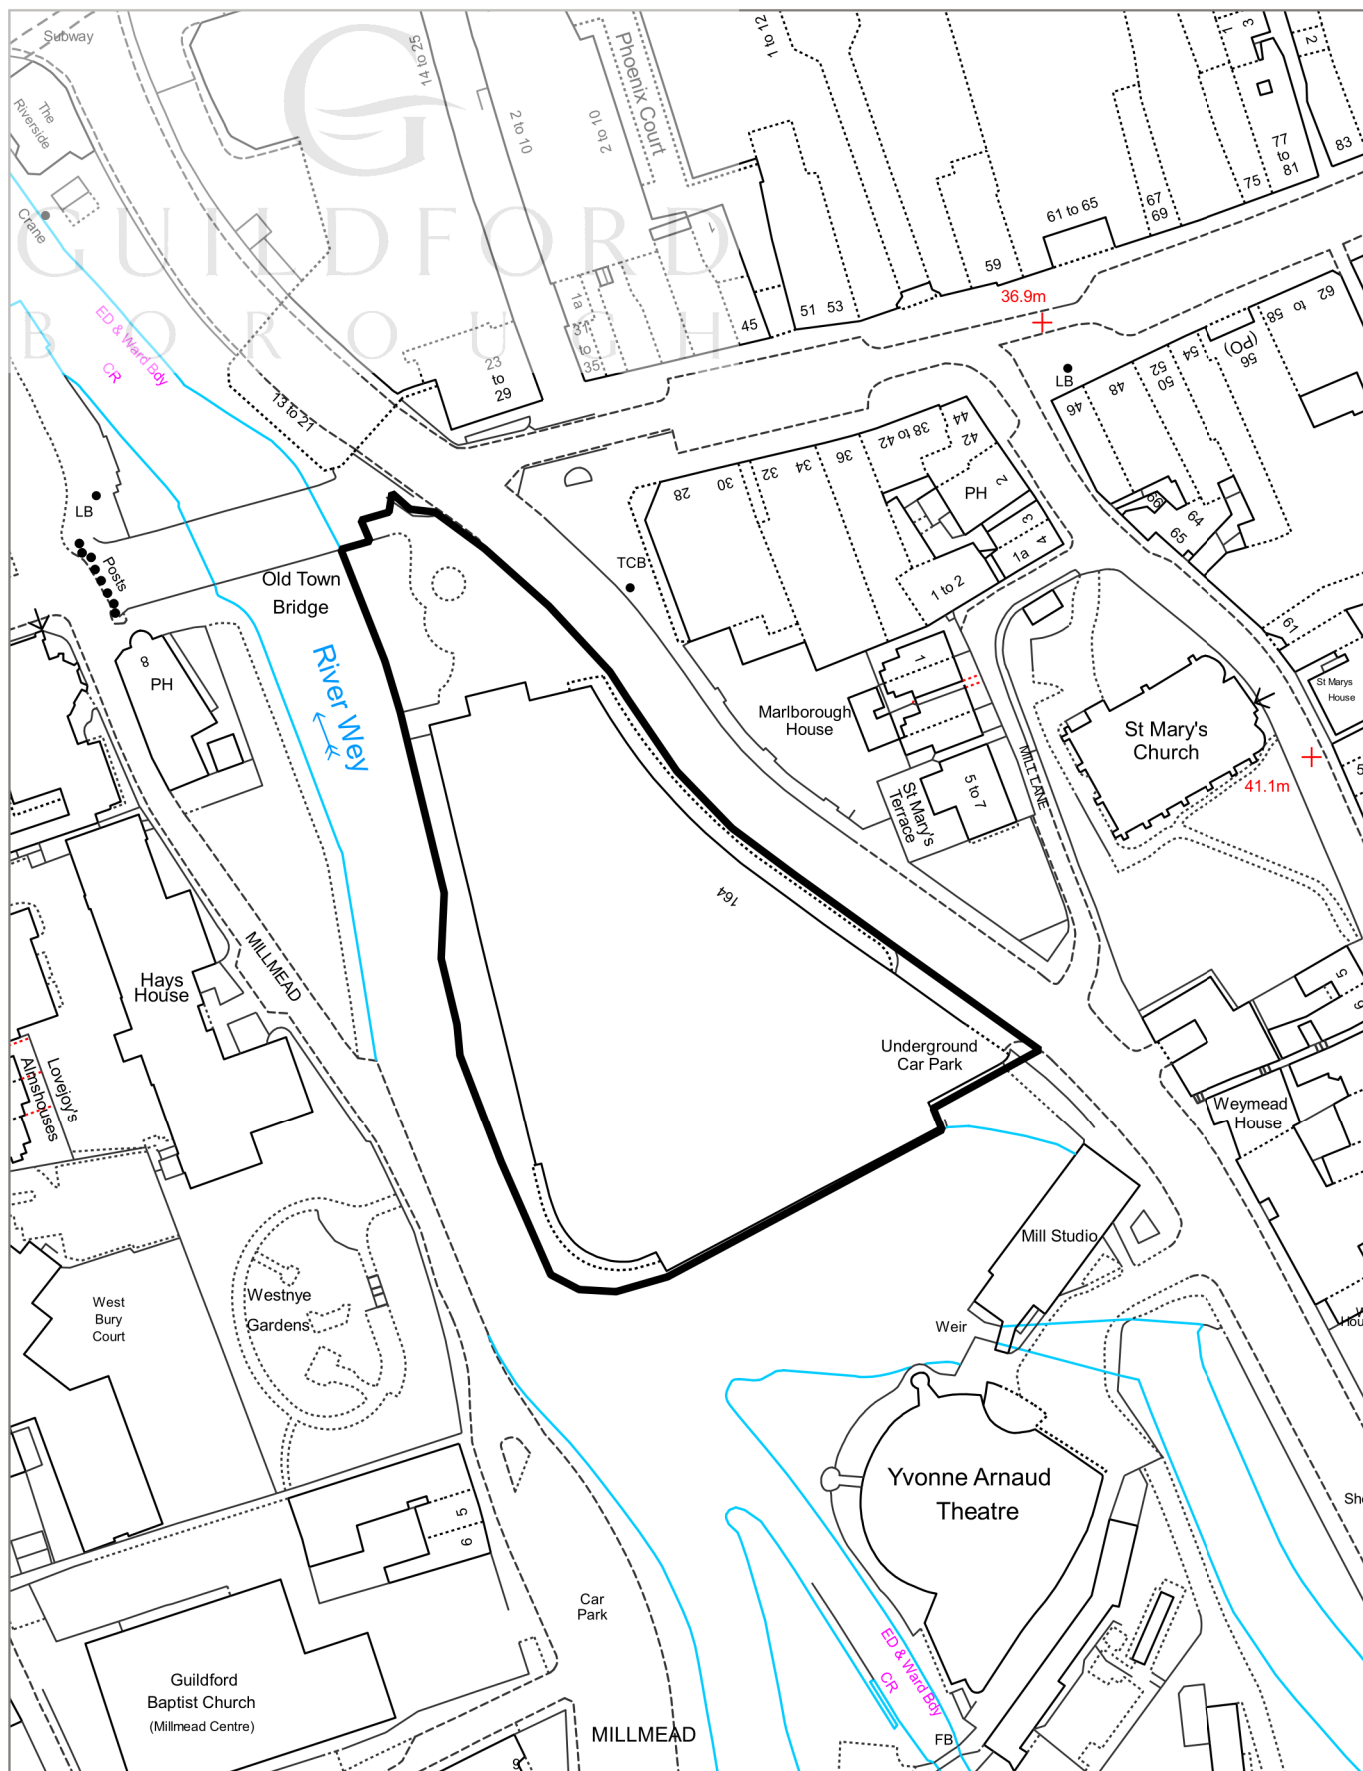 Subway
The
Riverside
Crane
GUILDFORD
BOROUGH
14 to 25
2 to 10
2 to 10
Phoenix Court
1 to 12
1
3
2
77
to
81
83
75
67
69
61 to 65
59
36.9m
51
53
45
1
1a
31
to
35
23
to
29
13 to 21
ED & Ward Bdy
CR
LB
Posts
Old Town
Bridge
River Wey
8
PH
28
30
32
34
36
38 to 42
44
42
PH
2
3
4
1a
1 to 2
TCB
LB
46
48
50
52
54
56
(PO)
58 to 62
66
64
65
61
St Marys
House
41.1m
5
St Mary's
Church
MILL LANE
Marlborough
House
1
5 to 7
St Mary's
Terrace
164
Hays
House
MILLMEAD
Lovejoy's
Almshouses
Underground
Car Park
Weymead
House
5
6
Mill Studio
Weir
West
Bury
Court
Westnye
Gardens
Yvonne Arnaud
Theatre
5
6
Car
Park
Guildford
Baptist Church
(Millmead Centre)
MILLMEAD
ED & Ward Bdy
CR
FB